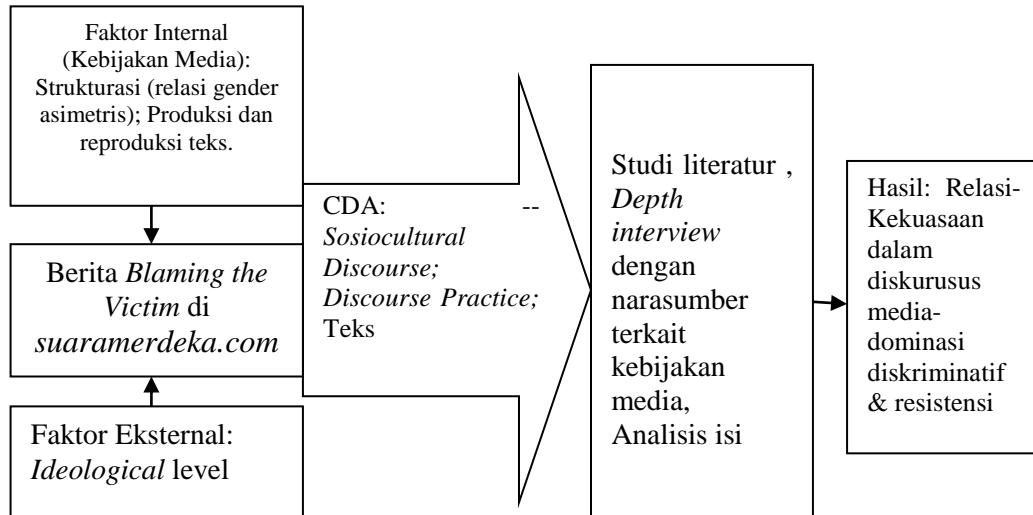 Faktor Internal
(Kebijakan Media):
Strukturasi (relasi gender
asimetris); Produksi dan
reproduksi teks.
Berita Blaming the
Victim di
suaramerdeka.com
Faktor Eksternal:
Ideological level
CDA: --
Sosiocultural
Discourse;
Discourse Practice;
Teks
Studi literatur ,
Depth
interview
dengan
narasumber
terkait
kebijakan
media,
Analisis isi
Hasil: Relasi-
Kekuasaan
dalam
diskurusus
media-
dominasi
diskriminatif
& resistensi